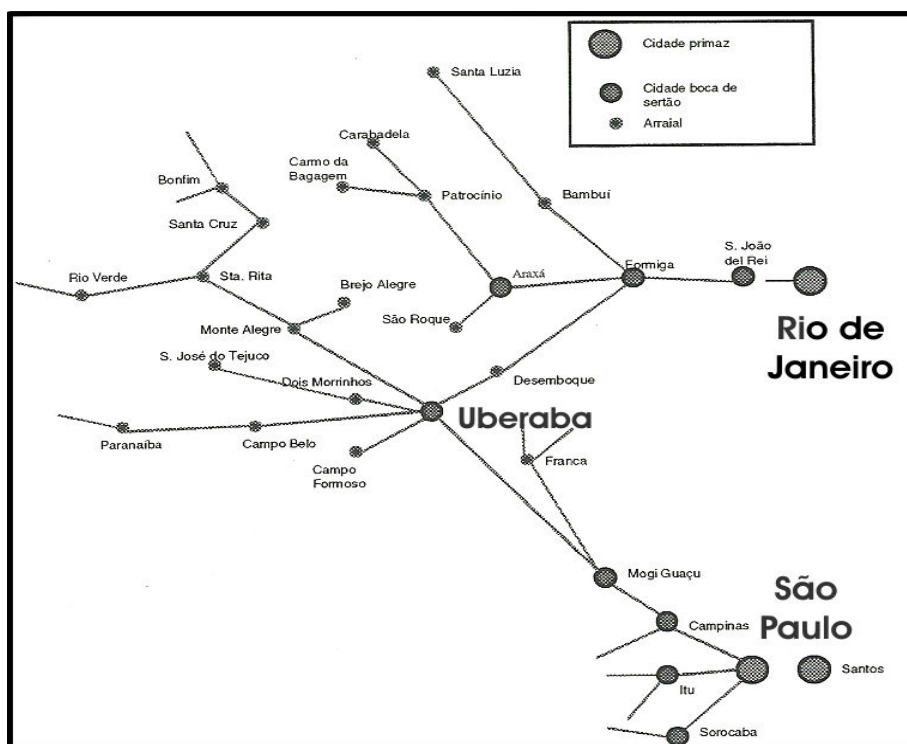 Cidade primaz
Santa Luzia
Cidade boca de
sertão
Arraial
Carabadela
Carmo da
Bagagem
Bonfim
Patrocínio
Bambuí
Santa Cruz
S. João
del Rei
Formiga
Rio Verde
Sta. Rita
Araxá
Brejo Alegre
São Roque
Rio de
Janeiro
Monte Alegre
S. José do Tejuco
Dois Morrinhos
Desemboque
Uberaba
Paranaíba
Campo Belo
Campo
Formoso
Franca
Mogi Guaçu
São
Paulo
Campinas
Santos
Itu
Sorocaba